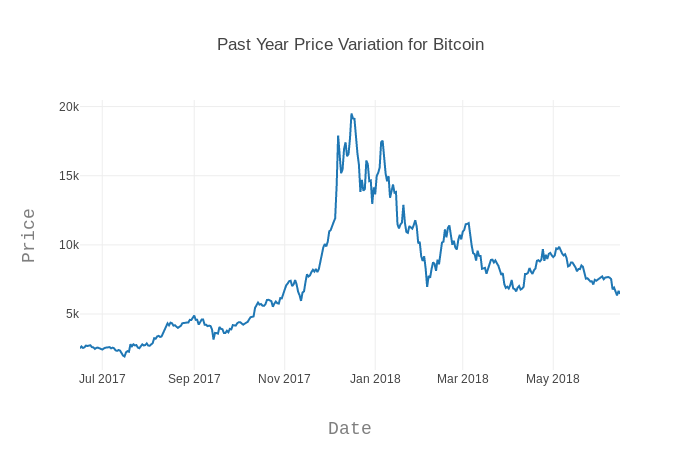 Past Year Price Variation for Bitcoin
20k
15k
10k
5k
Price
Jul 2017
Sep 2017
Nov 2017
Jan 2018
Mar 2018
May 2018
Date